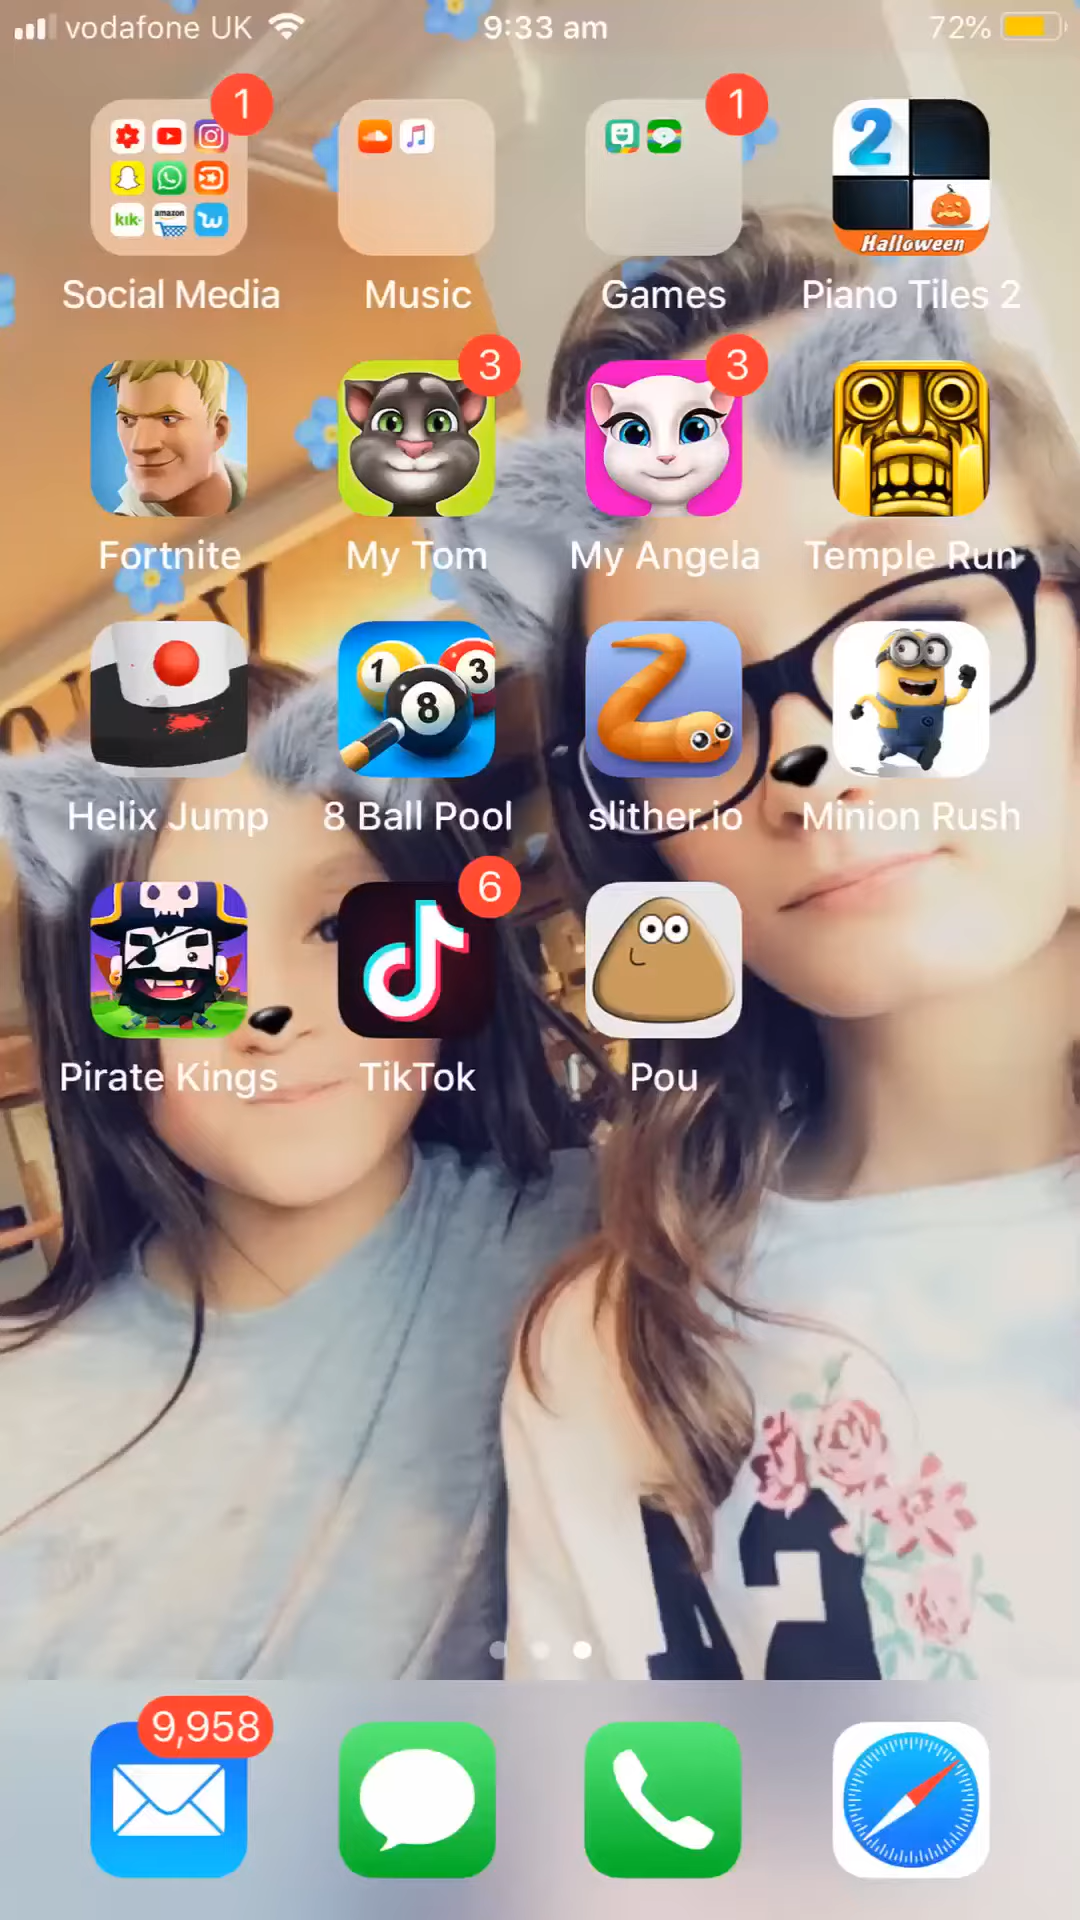 vodafone UK 9:33 am 72%
1 1
kik· amazon
2
Halloween
Social Media Music Games Piano Tiles 2
3 3
Fortnite My Tom My Angela Temple Run
1 8 3
Helix Jump 8 Ball Pool slither.io Minion Rush
6
Pirate Kings TikTok Pou
9,958